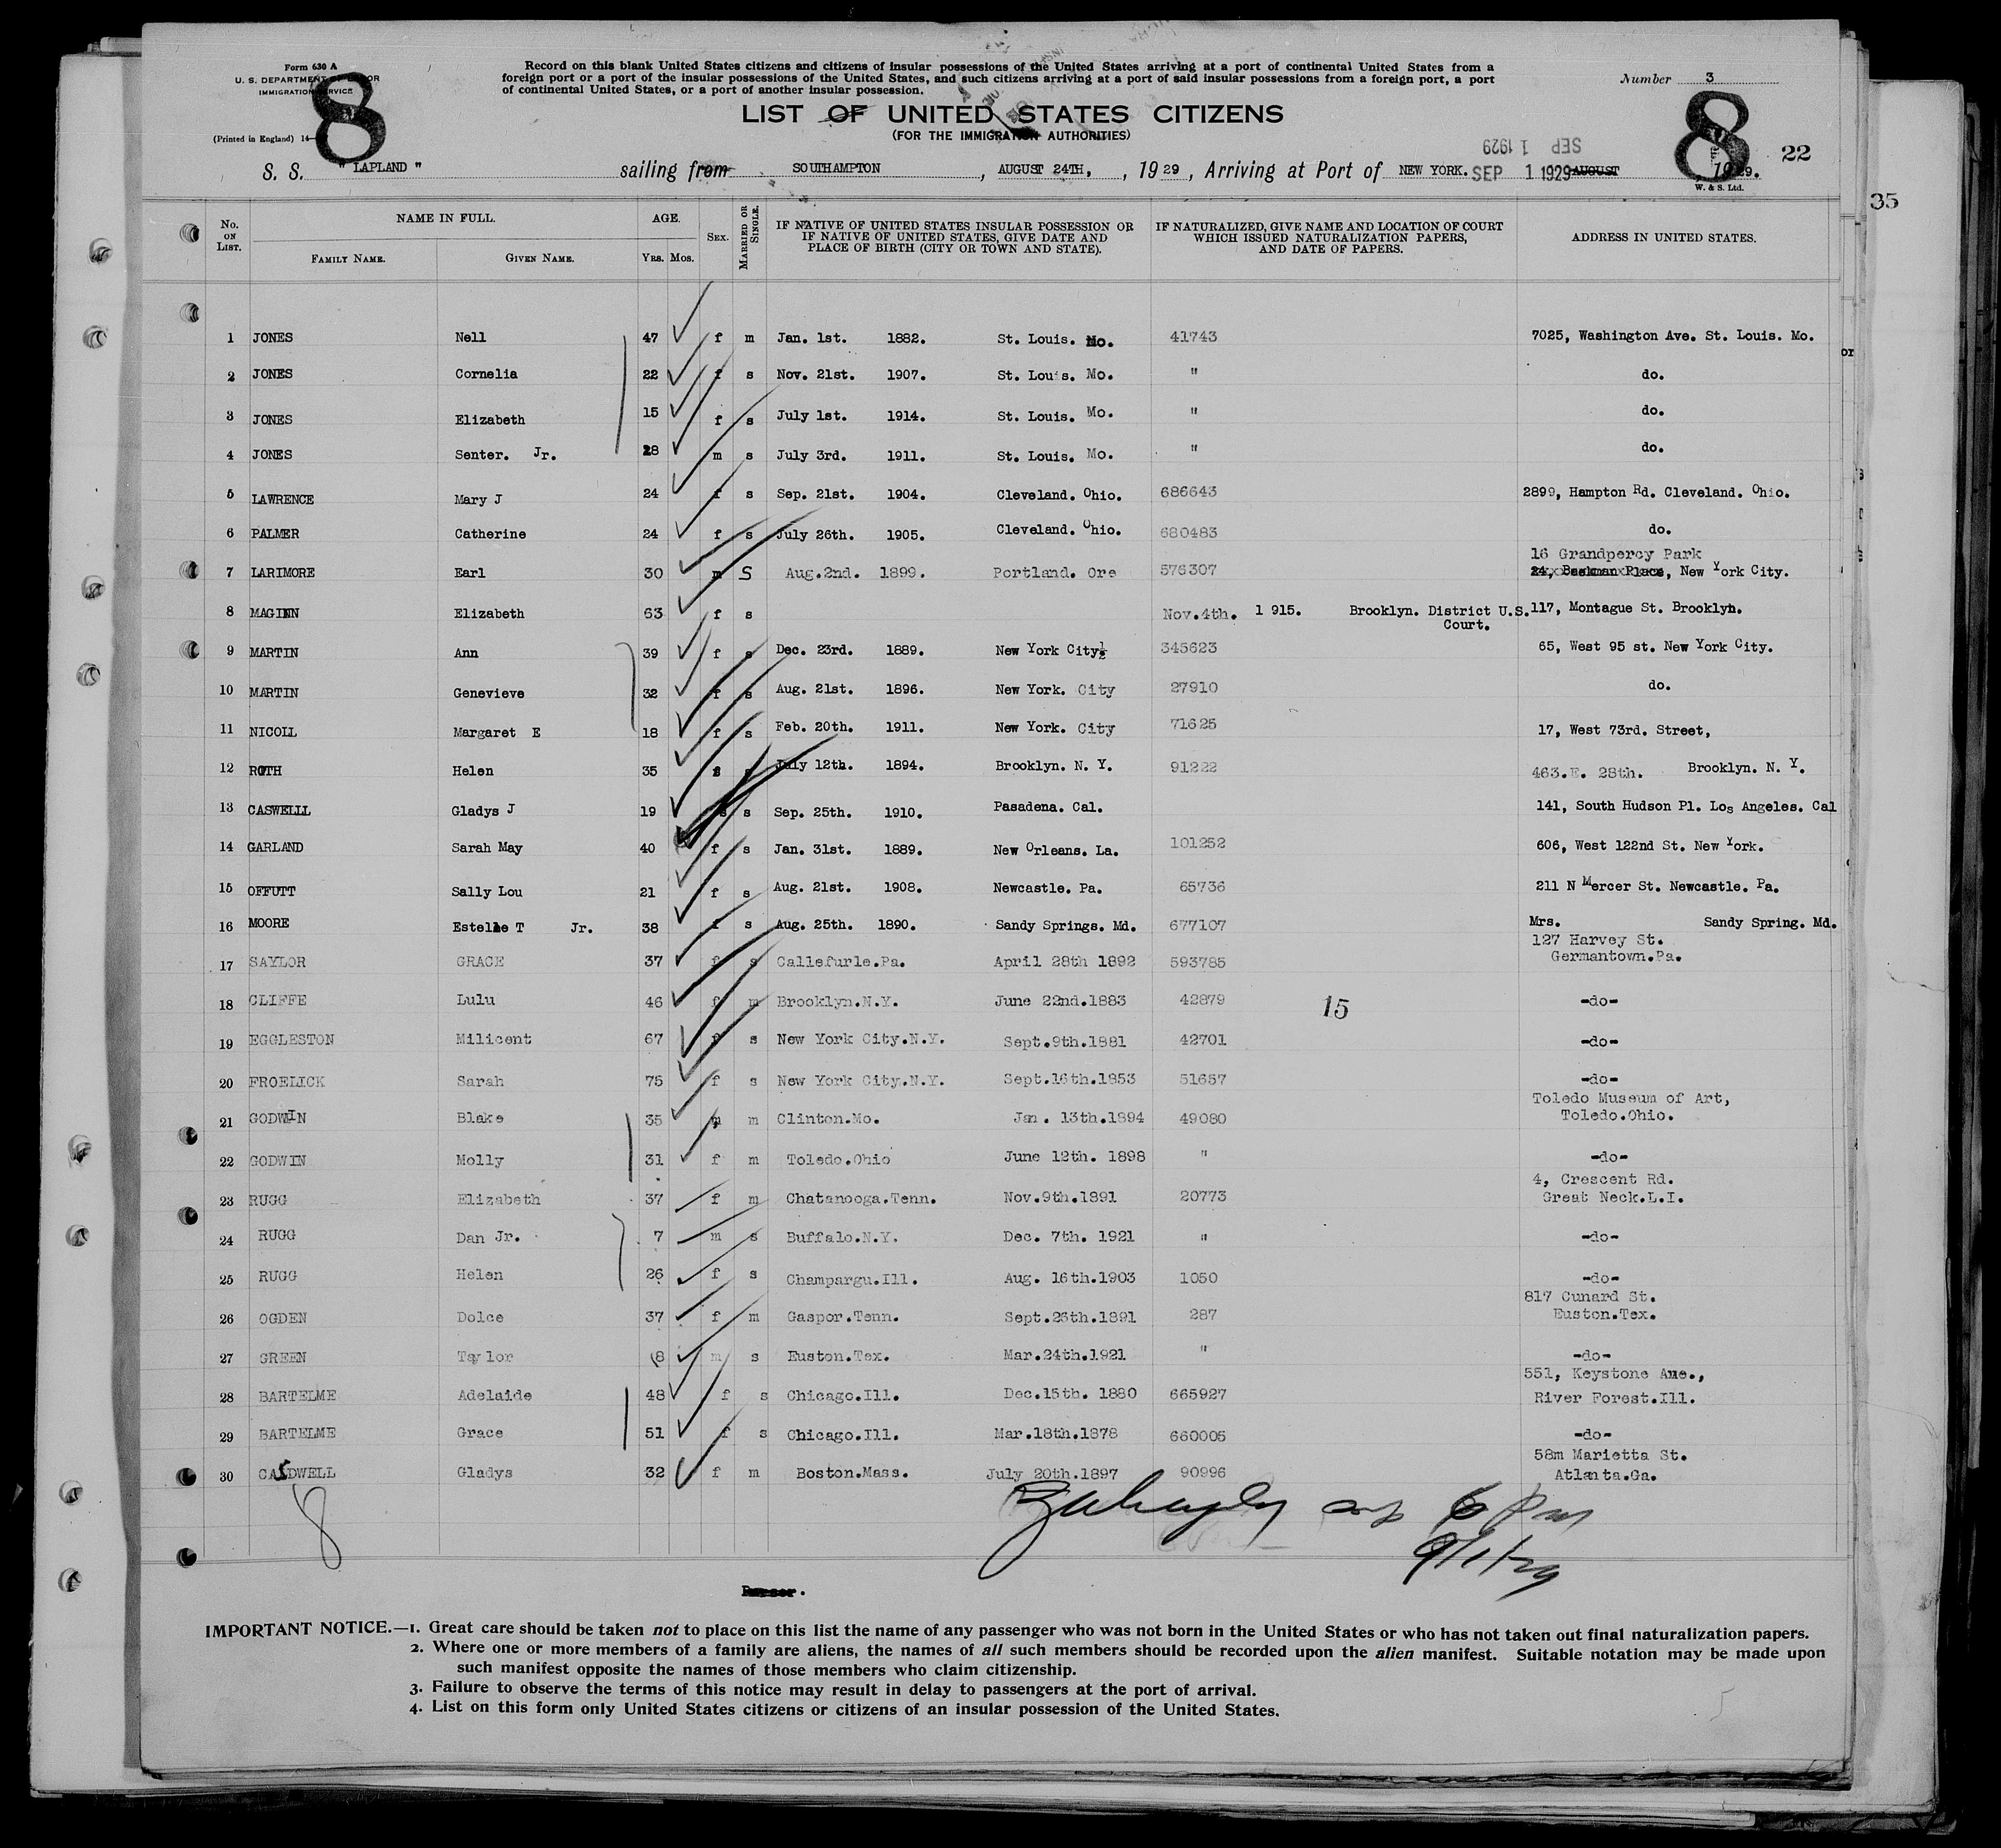 Form 630 A
U. S. DEPARTMENT OF LABOR
IMMIGRATION SERVICE
(Printed in England) 14—
8
Record on this blank United States citizens and citizens of insular possessions of the United States arriving at a port of continental United States from a
foreign port or a port of the insular possessions of the United States, and such citizens arriving at a port of said insular possessions from a foreign port, a port
of continental United States, or a port of another insular possession.
Number 3
LIST OF UNITED STATES CITIZENS
(FOR THE IMMIGRATION AUTHORITIES)
8
22
SEP 1 1929
S. S. " LAPLAND " sailing from SOUTHAMPTON , AUGUST 24TH, , 19 29 , Arriving at Port of NEW YORK. SEP 1 1929 AUGUST 1929.
W. & S. Ltd.
35
No. ON LIST. NAME IN FULL. FAMILY NAME. GIVEN NAME. AGE. YRS. MOS. SEX. MARRIED OR SINGLE. IF NATIVE OF UNITED STATES INSULAR POSSESSION OR IF NATIVE OF UNITED STATES, GIVE DATE AND PLACE OF BIRTH (CITY OR TOWN AND STATE). IF NATURALIZED, GIVE NAME AND LOCATION OF COURT WHICH ISSUED NATURALIZATION PAPERS, AND DATE OF PAPERS. ADDRESS IN UNITED STATES.
1 JONES Nell 47 f m Jan. 1st. 1882. St. Louis. Mo. 41743 7025, Washington Ave. St. Louis. Mo.
or
2 JONES Cornelia 22 f s Nov. 21st. 1907. St. Louis. Mo. " do.
3 JONES Elizabeth 15 f s July 1st. 1914. St. Louis. Mo. " do.
4 JONES Senter. Jr. 18 m s July 3rd. 1911. St. Louis. Mo. " do.
5 LAWRENCE Mary J 24 f s Sep. 21st. 1904. Cleveland. Ohio. 686643 2899, Hampton Rd. Cleveland. Ohio.
6 PALMER Catherine 24 f s July 26th. 1905. Cleveland. Ohio. 680483 do.
16 Grandpercy Park
7 LARIMORE Earl 30 m S Aug.2nd. 1899. Portland. Ore 576307 24, Beekman Place, New York City.
8 MAGINN Elizabeth 63 f s Nov.4th. 1 915. Brooklyn. District U.S. 117, Montague St. Brooklyn.
Court.
9 MARTIN Ann 39 f s Dec. 23rd. 1889. New York City. 345623 65, West 95 st. New York City.
10 MARTIN Genevieve 32 f s Aug. 21st. 1896. New York. City 27910 do.
11 NICOLL Margaret E 18 f s Feb. 20th. 1911. New York. City 71625 17, West 73rd. Street,
12 ROTH Helen 35 f s July 12th. 1894. Brooklyn. N. Y. 91222 463.E. 28th. Brooklyn. N. Y.
13 CASWELL Gladys J 19 s Sep. 25th. 1910. Pasadena. Cal. 141, South Hudson Pl. Los Angeles. Cal
14 GARLAND Sarah May 40 f s Jan. 31st. 1889. New Orleans. La. 101252 606, West 122nd St. New York.
15 OFFUTT Sally Lou 21 f s Aug. 21st. 1908. Newcastle. Pa. 65736 211 N Mercer St. Newcastle. Pa.
16 MOORE Estelle T Jr. 38 f s Aug. 25th. 1890. Sandy Springs. Md. 677107 Mrs. Sandy Spring. Md.
127 Harvey St.
17 SAYLOR GRACE 37 f s Callefurle.Pa. April 28th 1892 593785 Germantown.Pa.
18 CLIFFE Lulu 46 f m Brooklyn.N.Y. June 22nd.1883 42879 15 -do-
19 EGGLESTON Milicent 67 f s New York City.N.Y. Sept.9th.1881 42701 -do-
20 FROELICK Sarah 75 f s New York City.N.Y. Sept.16th.1853 51657 -do-
Toledo Museum of Art,
21 GODWIN Blake 35 m m Clinton.Mo. Jan. 13th.1894 49080 Toledo.Ohio.
22 GODWIN Molly 31 f m Toledo.Ohio June 12th. 1898 " -do-
4, Crescent Rd.
23 RUGG Elizabeth 37 f m Chatanooga.Tenn. Nov.9th.1891 20773 Great Neck.L.I.
24 RUGG Dan Jr. 7 m s Buffalo.N.Y. Dec. 7th. 1921 " -do-
25 RUGG Helen 26 f s Champargu.Ill. Aug. 16th.1903 1050 -do-
817 Cunard St.
26 OGDEN Dolce 37 f m Gaspor.Tenn. Sept.26th.1891 287 Euston.Tex.
27 GREEN Taylor 8 m s Euston.Tex. Mar.24th.1921 " -do-
551, Keystone Ane.,
28 BARTELME Adelaide 48 f s Chicago.Ill. Dec.15th. 1880 665927 River Forest.Ill.
29 BARTELME Grace 51 f s Chicago.Ill. Mar.18th.1878 660005 -do-
58m Marietta St.
30 CALDWELL Gladys 32 f m Boston.Mass. July 20th.1897 90996 Atlanta.Ga.
8
6 Pm
9/1/29
Purser.
IMPORTANT NOTICE.—1. Great care should be taken not to place on this list the name of any passenger who was not born in the United States or who has not taken out final naturalization papers.
2. Where one or more members of a family are aliens, the names of all such members should be recorded upon the alien manifest. Suitable notation may be made upon
such manifest opposite the names of those members who claim citizenship.
3. Failure to observe the terms of this notice may result in delay to passengers at the port of arrival.
4. List on this form only United States citizens or citizens of an insular possession of the United States.
5